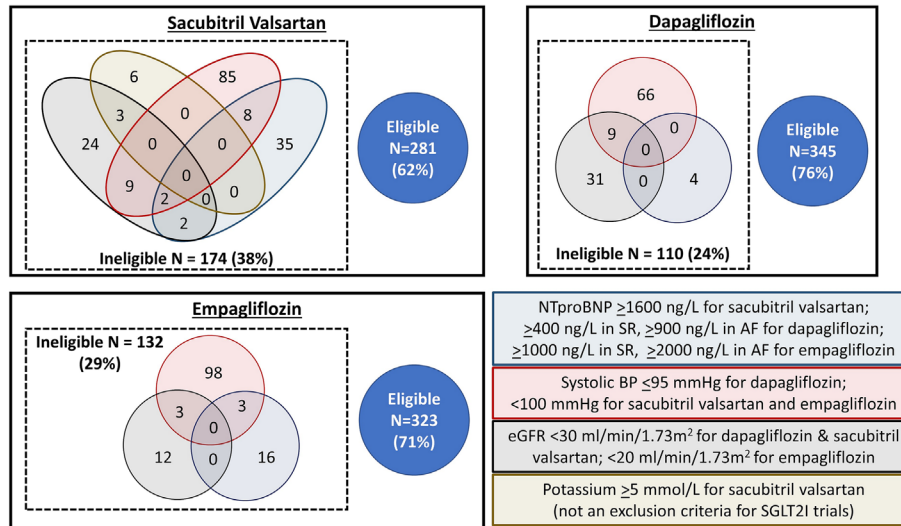 Sacubitril Valsartan
6
85
3
0
8
24
0
0
35
0
9
2
0
0
2
Ineligible N = 174 (38%)
Eligible
N=281
(62%)
Dapagliflozin
66
9
0
0
31
0
4
Ineligible N = 110 (24%)
Eligible
N=345
(76%)
Empagliflozin
Ineligible N = 132
(29%)
98
3
3
0
12
0
16
Eligible
N=323
(71%)
NTproBNP ≥1600 ng/L for sacubitril valsartan;
≥400 ng/L in SR, ≥900 ng/L in AF for dapagliflozin;
≥1000 ng/L in SR, ≥2000 ng/L in AF for empagliflozin
Systolic BP ≤95 mmHg for dapagliflozin;
<100 mmHg for sacubitril valsartan and empagliflozin
eGFR <30 ml/min/1.73m² for dapagliflozin & sacubitril
valsartan; <20 ml/min/1.73m² for empagliflozin
Potassium ≥5 mmol/L for sacubitril valsartan
(not an exclusion criteria for SGLT2I trials)